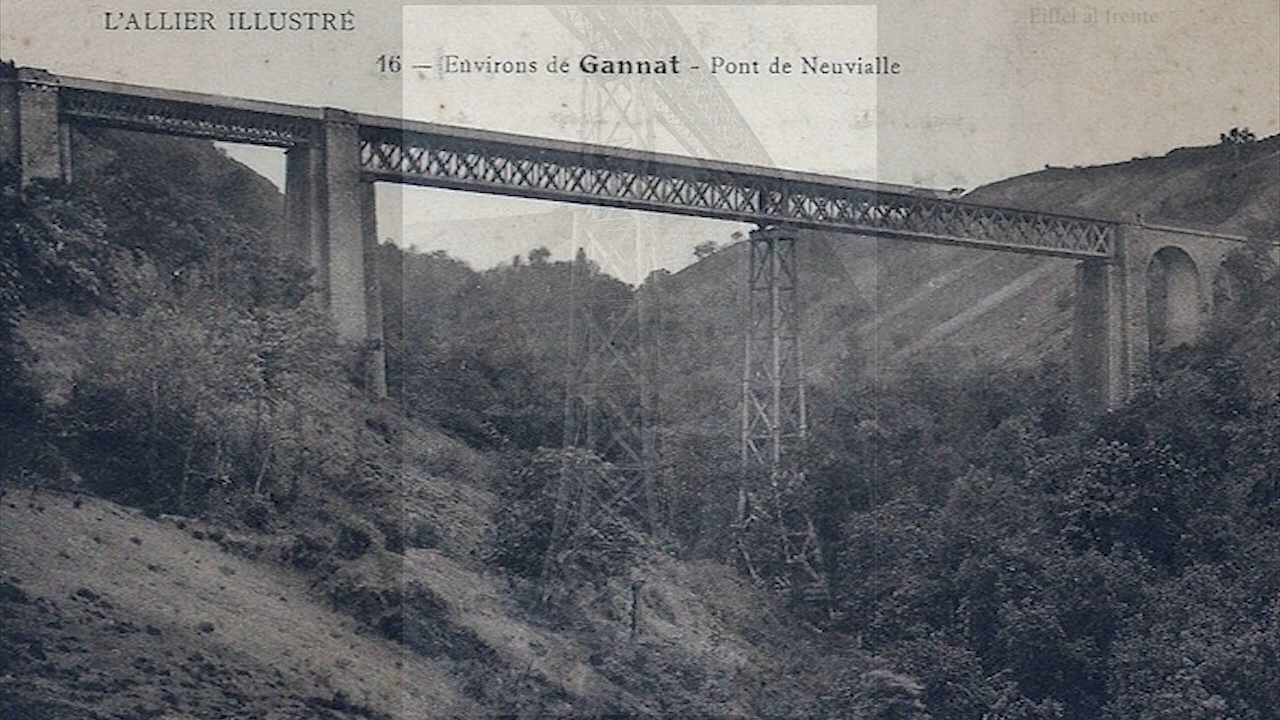 L'ALLIER ILLUSTRÉ
Eiffel al frente
16 — Environs de Gannat - Pont de Neuvialle